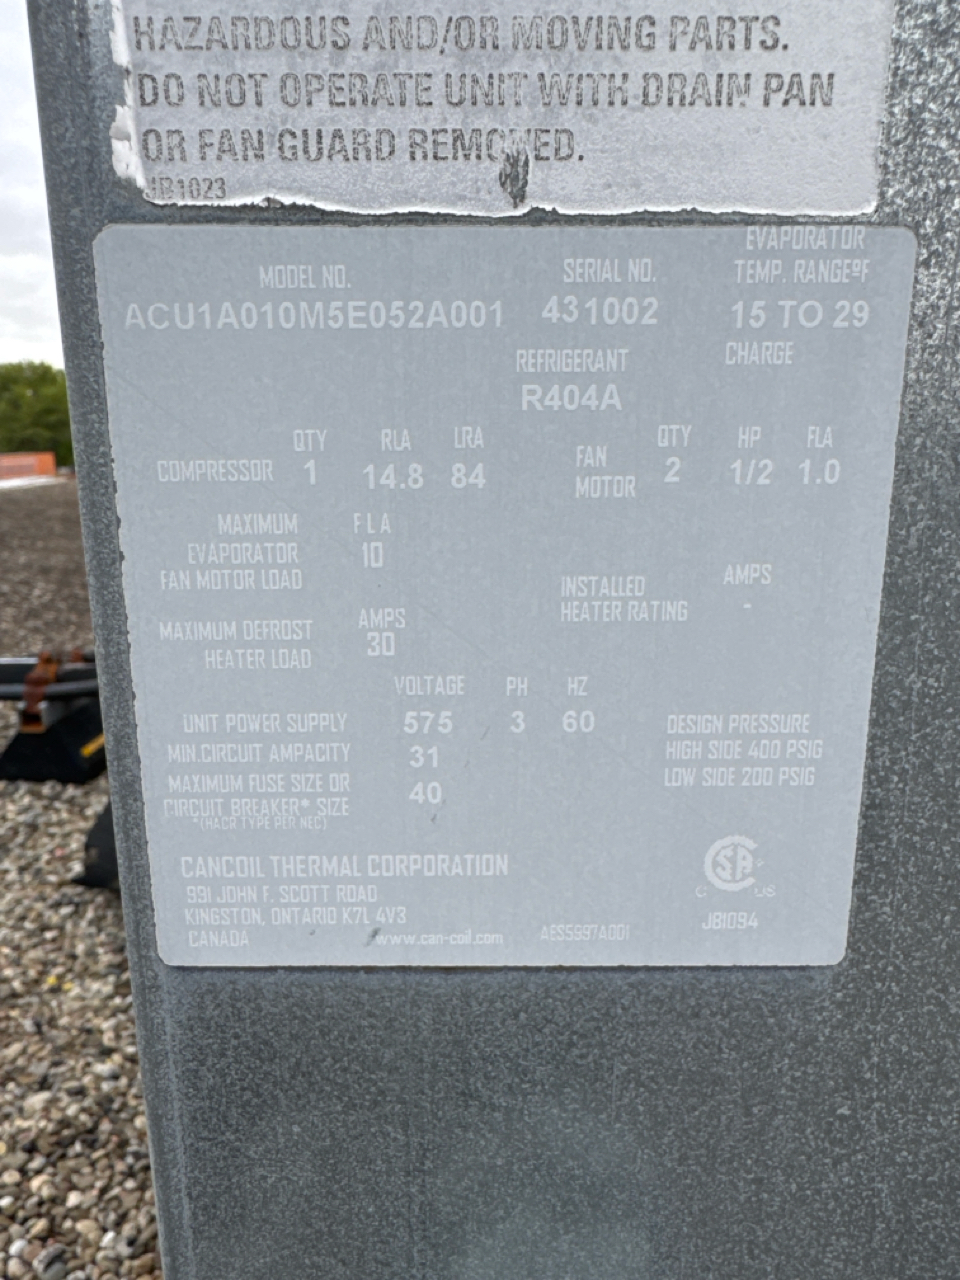 HAZARDOUS AND/OR MOVING PARTS.
DO NOT OPERATE UNIT WITH DRAIN PAN
OR FAN GUARD REMOVED.
JB1023
MODEL NO. SERIAL NO. EVAPORATOR TEMP. RANGEºF
ACU1A010M5E052A001 431002 15 TO 29
REFRIGERANT CHARGE
R404A
QTY RLA LRA QTY HP FLA
COMPRESSOR 1 14.8 84 FAN MOTOR 2 1/2 1.0
MAXIMUM FLA
EVAPORATOR 10
FAN MOTOR LOAD
INSTALLED AMPS
HEATER RATING -
MAXIMUM DEFROST AMPS
HEATER LOAD 30
VOLTAGE PH HZ
UNIT POWER SUPPLY 575 3 60
MIN.CIRCUIT AMPACITY 31
MAXIMUM FUSE SIZE OR 40
CIRCUIT BREAKER* SIZE
*(HACR TYPE PER NEC)
DESIGN PRESSURE
HIGH SIDE 400 PSIG
LOW SIDE 200 PSIG
CANCOIL THERMAL CORPORATION
991 JOHN F. SCOTT ROAD
KINGSTON, ONTARIO K7L 4V3
CANADA www.can-coil.com AES5997A001
C SA US
JB1094